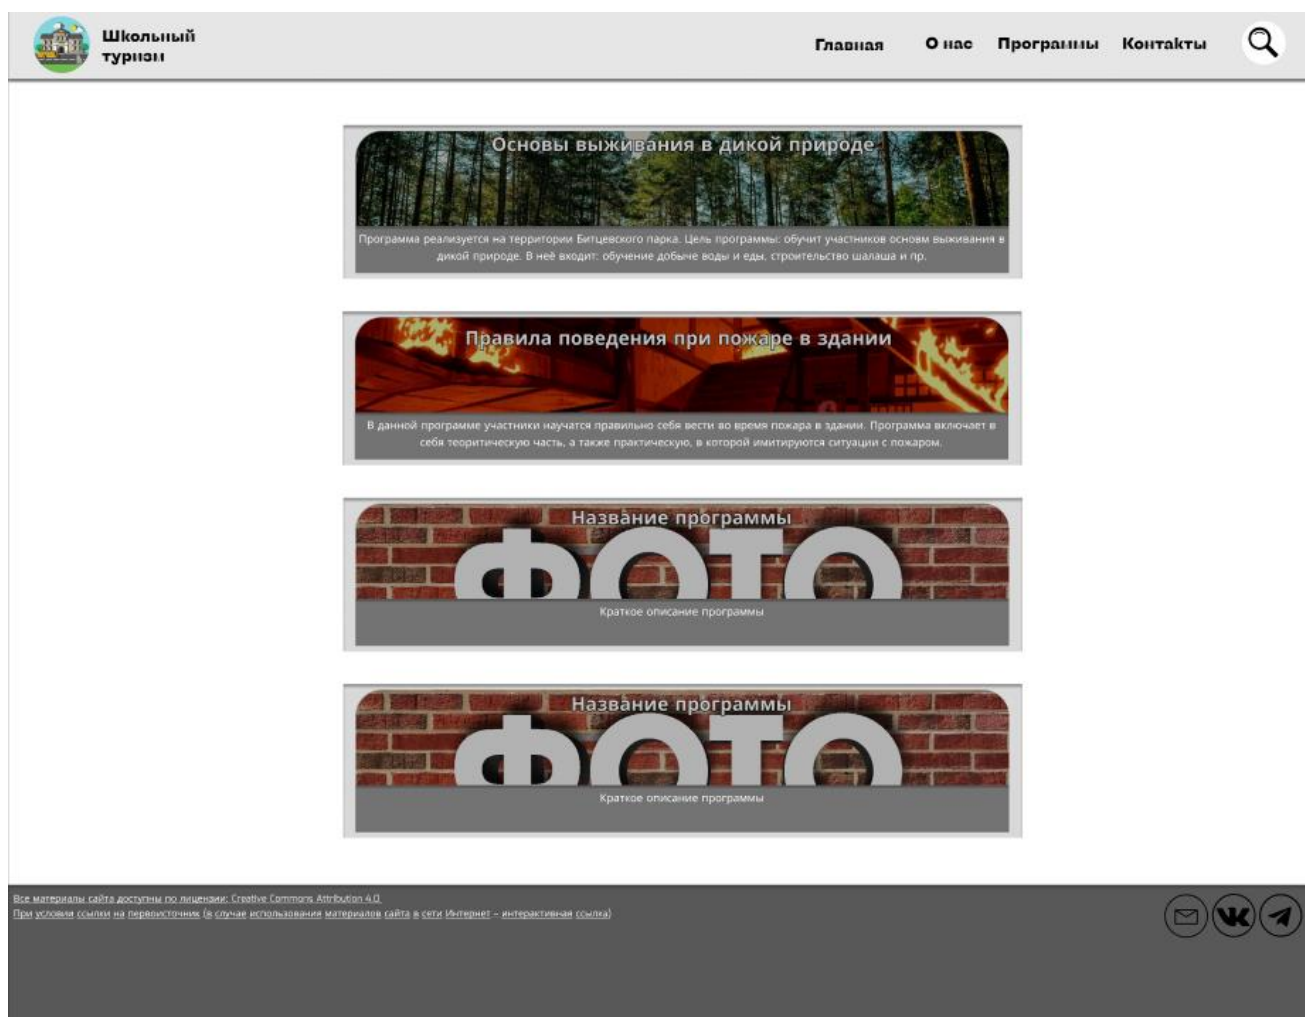 Школьный
туризм
Главная О нас Программы Контакты
Основы выживания в дикой природе
Программа реализуется на территории Битцевского парка. Цель программы: обучит участников основм выживания в
дикой природе. В неё входит: обучение добыче воды и еды, строительство шалаша и пр.
Правила поведения при пожаре в здании
В данной программе участники научатся правильно себя вести во время пожара в здании. Программа включает в
себя теоритическую часть, а также практическую, в которой имитируются ситуации с пожаром.
Название программы
ФОТО
Краткое описание программы
Название программы
ФОТО
Краткое описание программы
Все материалы сайта доступны по лицензии: Creative Commons Attribution 4.0.
При условии ссылки на первоисточник (в случае использования материалов сайта в сети Интернет – интерактивная ссылка)